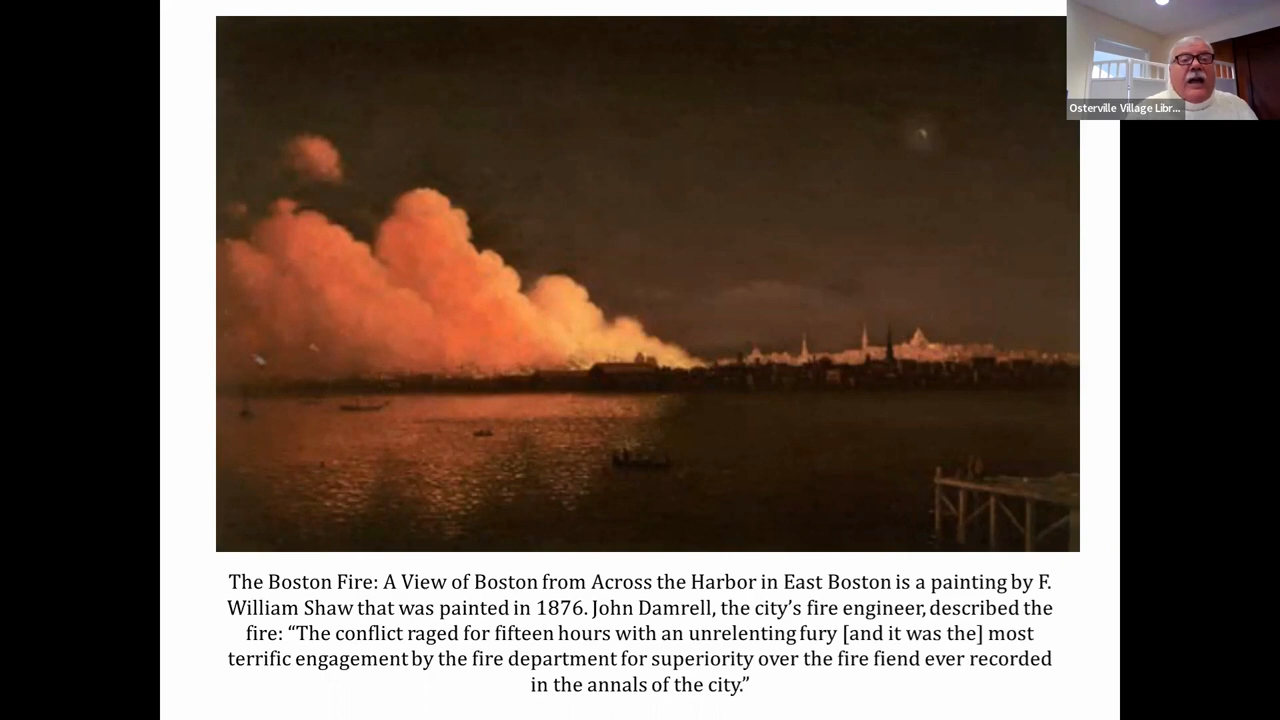 Osterville Village Libr...
The Boston Fire: A View of Boston from Across the Harbor in East Boston is a painting by F.
William Shaw that was painted in 1876. John Damrell, the city’s fire engineer, described the
fire: “The conflict raged for fifteen hours with an unrelenting fury [and it was the] most
terrific engagement by the fire department for superiority over the fire fiend ever recorded
in the annals of the city.”